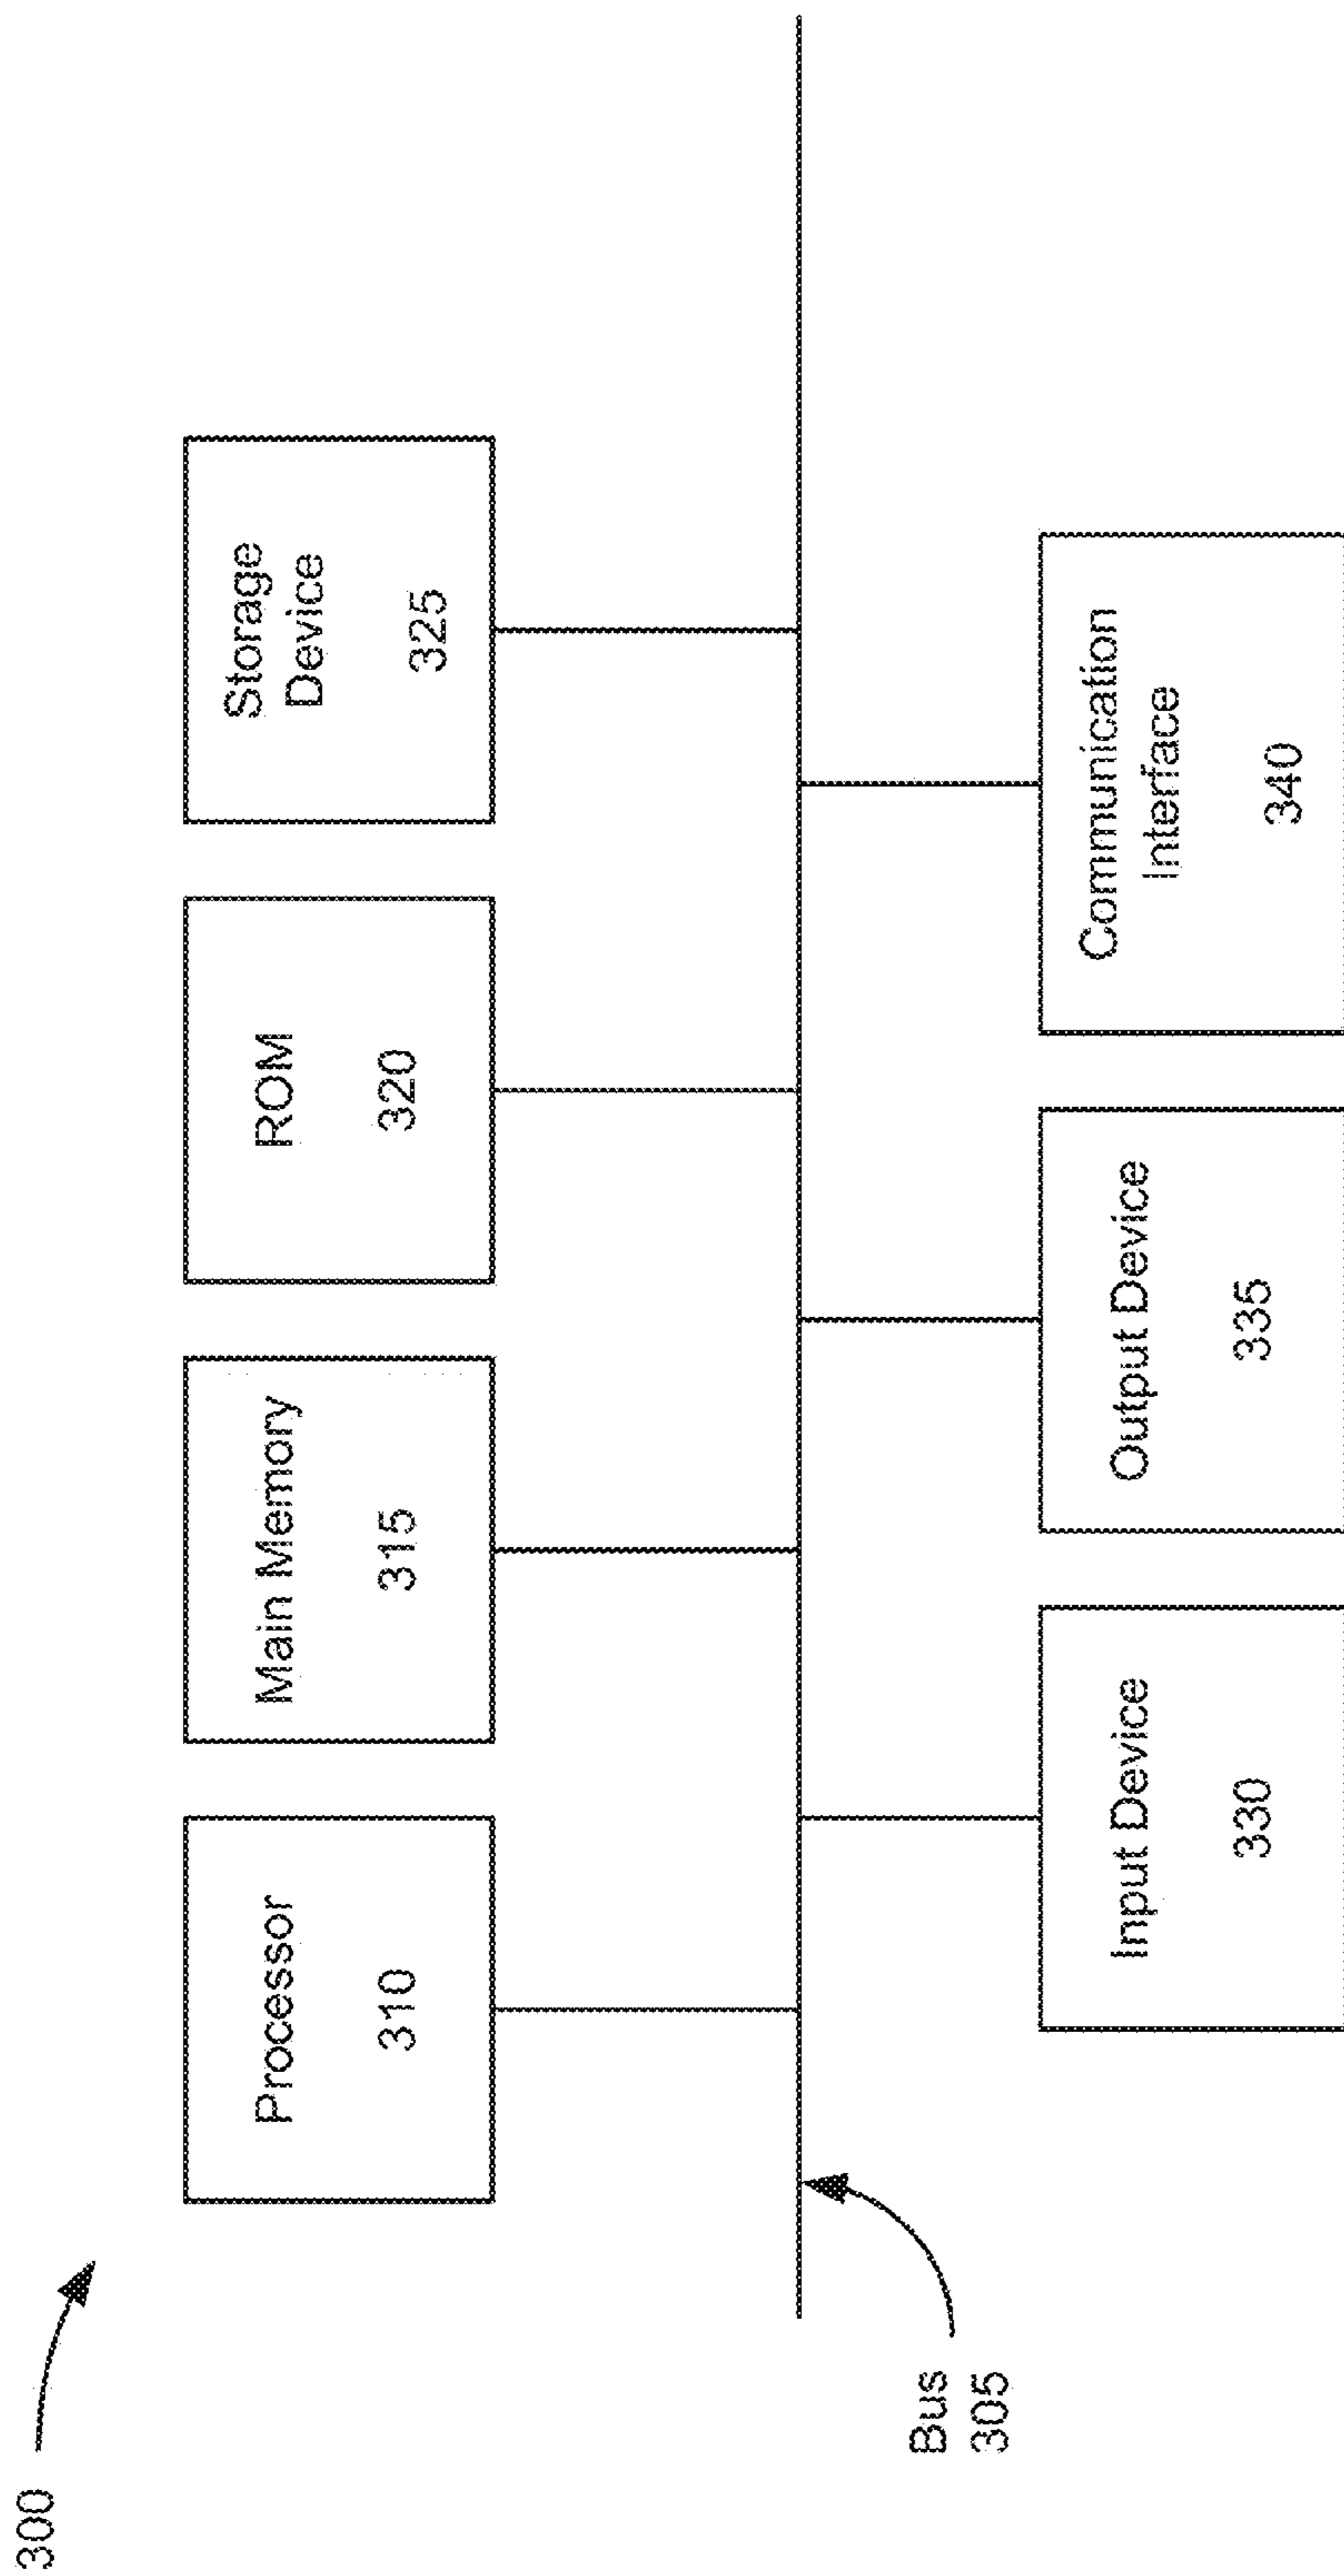 300
Processor
310
Main Memory
315
ROM
320
Storage
Device
325
Bus
305
Input Device
330
Output Device
335
Communication
Interface
340